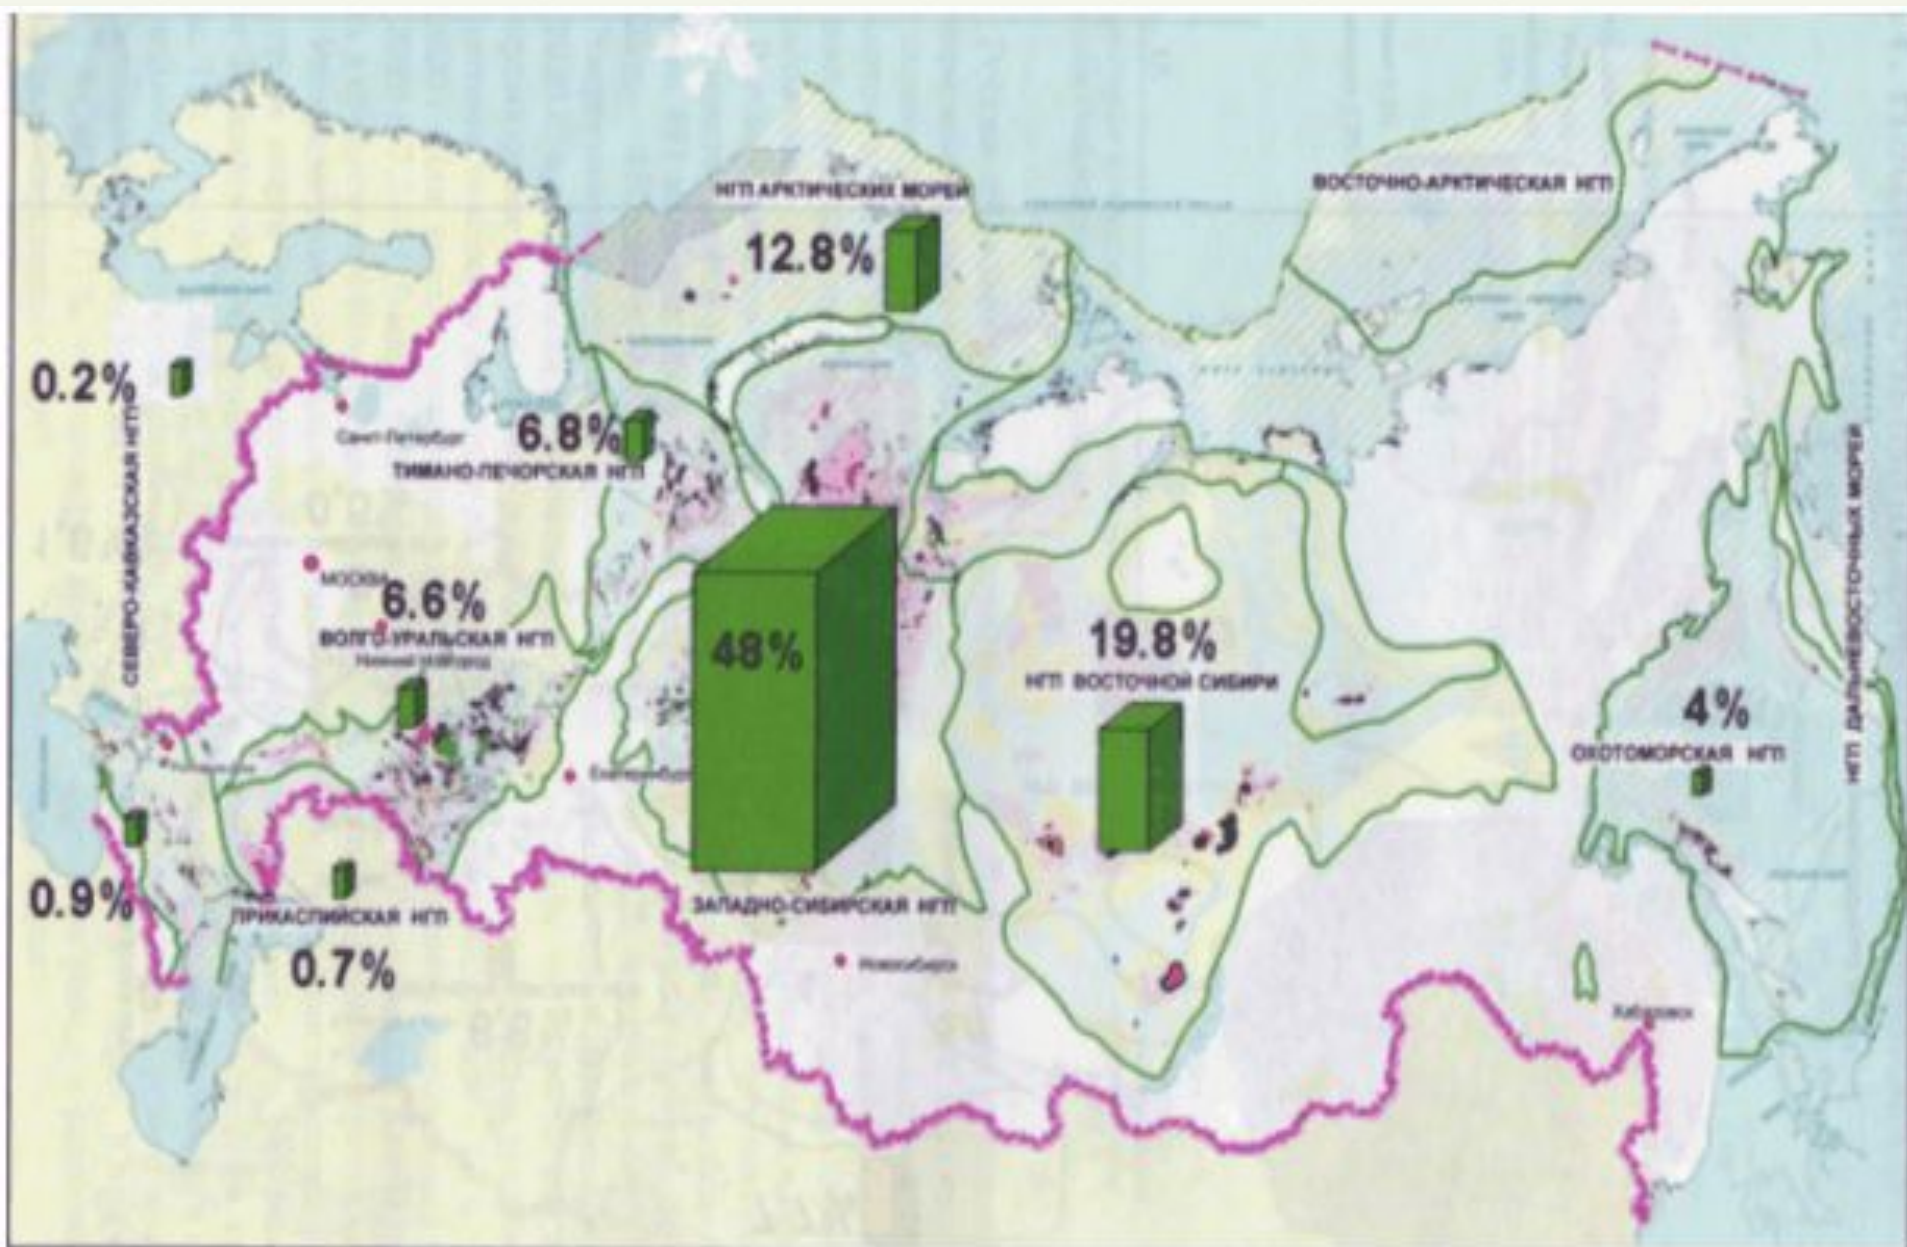 НГП АРКТИЧЕСКИХ МОРЕЙ
12.8%
ВОСТОЧНО-АРКТИЧЕСКАЯ НГП
0.2%
СЕВЕРО-КАВКАЗСКАЯ НГП
Санкт-Петербург
6.8%
ТИМАНО-ПЕЧОРСКАЯ НГП
МОСКВА
6.6%
ВОЛГО-УРАЛЬСКАЯ НГП
Нижний Новгород
48%
19.8%
НГП ВОСТОЧНОЙ СИБИРИ
4%
ОХОТОМОРСКАЯ НГП
НГП ДАЛЬНЕВОСТОЧНЫХ МОРЕЙ
Екатеринбург
0.9%
ПРИКАСПИЙСКАЯ НГП
0.7%
ЗАПАДНО-СИБИРСКАЯ НГП
Новосибирск
Хабаровск